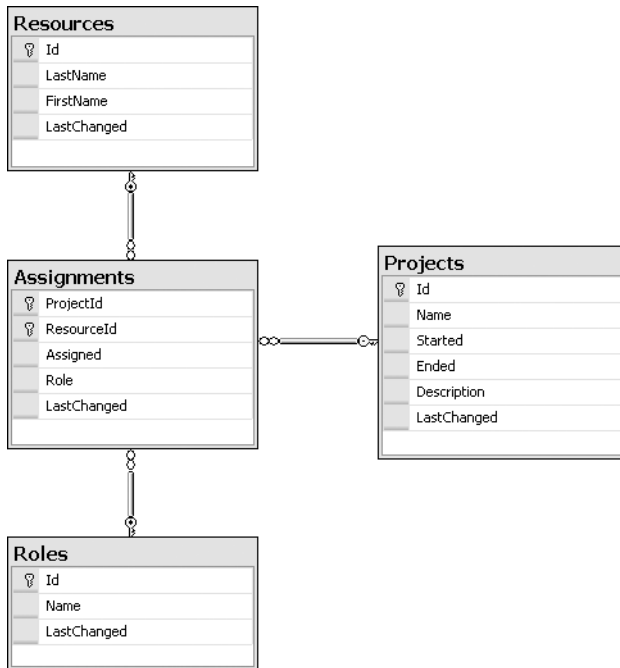 Resources
Id
LastName
FirstName
LastChanged
Assignments
ProjectId
ResourceId
Assigned
Role
LastChanged
Projects
Id
Name
Started
Ended
Description
LastChanged
Roles
Id
Name
LastChanged